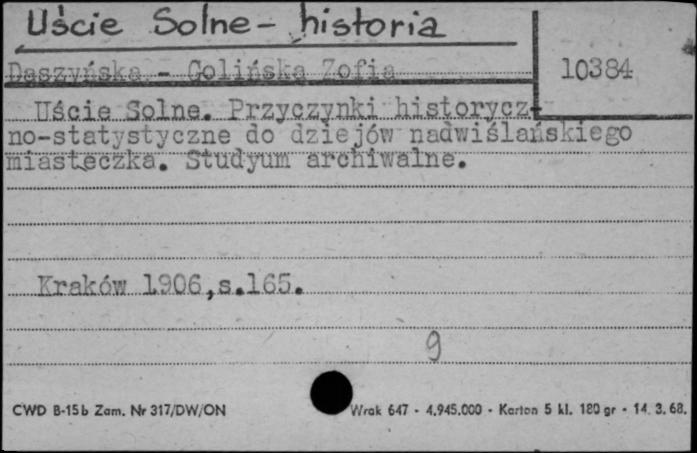 Uście Solne - historia
Daszyńska - Golińska Zofia
10384
Uście Solne. Przyczynki historycz-
no-statystyczne do dziejów nadwiślańskiego
miasteczka. Studyum archiwalne.
Kraków 1906,s.165.
9
CWD B-15b Zam. Nr 317/DW/ON
Wrak 647 - 4.945.000 - Karton 5 kl. 180 gr - 14. 3. 68.